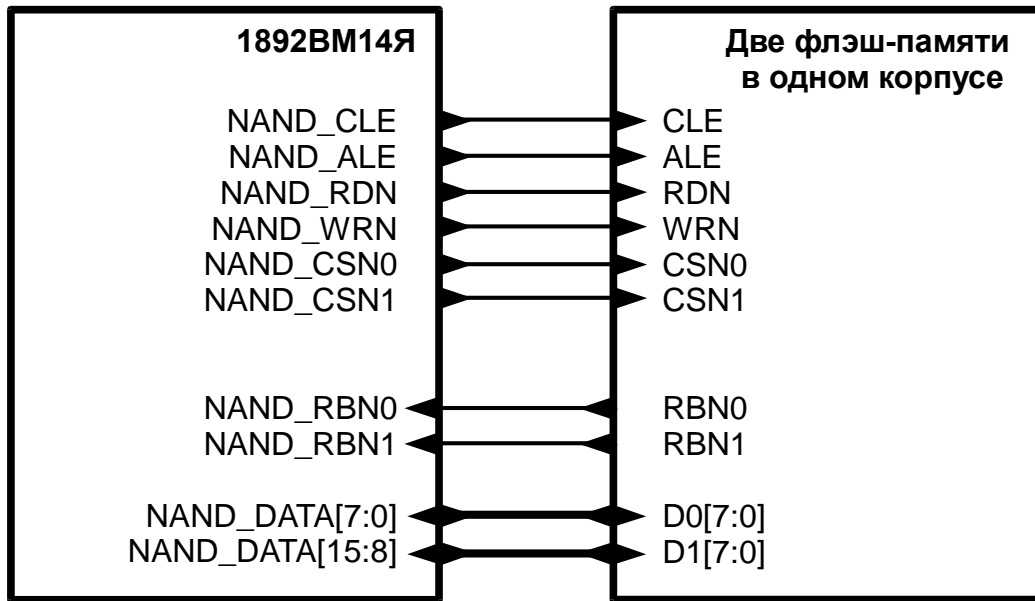 1892ВМ14Я
Две флэш-памяти
в одном корпусе
NAND_CLE
CLE
NAND_ALE
ALE
NAND_RDN
RDN
NAND_WRN
WRN
NAND_CSN0
CSN0
NAND_CSN1
CSN1
NAND_RBN0
RBN0
NAND_RBN1
RBN1
NAND_DATA[7:0]
D0[7:0]
NAND_DATA[15:8]
D1[7:0]